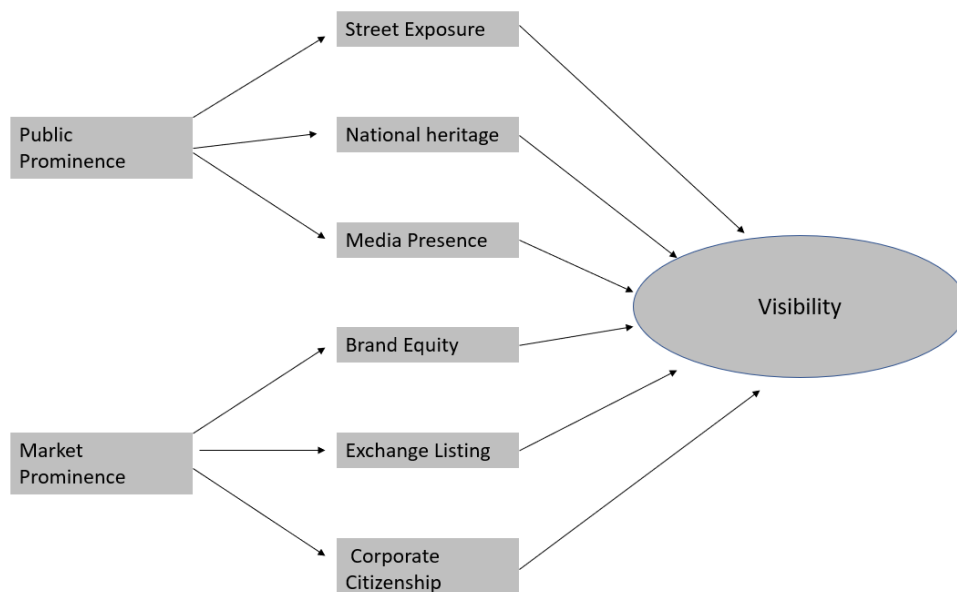 Street Exposure
Public
Prominence
National heritage
Media Presence
Visibility
Brand Equity
Market
Prominence
Exchange Listing
Corporate
Citizenship